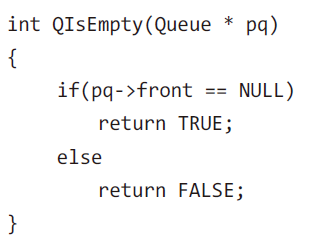 int QIsEmpty(Queue * pq)
{
    if(pq->front == NULL)
        return TRUE;
    else
        return FALSE;
}